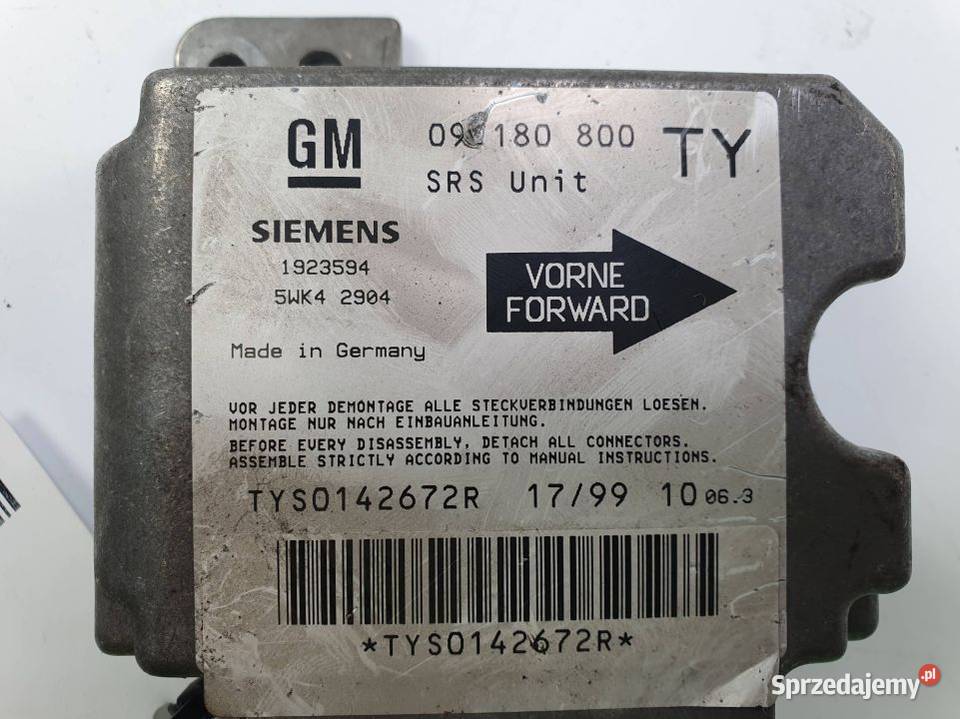 GM
180 800
TY
SRS Unit
SIEMENS
1923594
5WK4 2904
VORNE
FORWARD
Made in Germany
VOR JEDER DEMONTAGE ALLE STECKVERBINDUNGEN LOESEN.
MONTAGE NUR NACH EINBAUANLEITUNG.
BEFORE EVERY DISASSEMBLY, DETACH ALL CONNECTORS.
ASSEMBLE STRICTLY ACCORDING TO MANUAL INSTRUCTIONS.
TYS0142672R 17/99 10 06.3
*TYS0142672R*
Sprzedajemy.pl